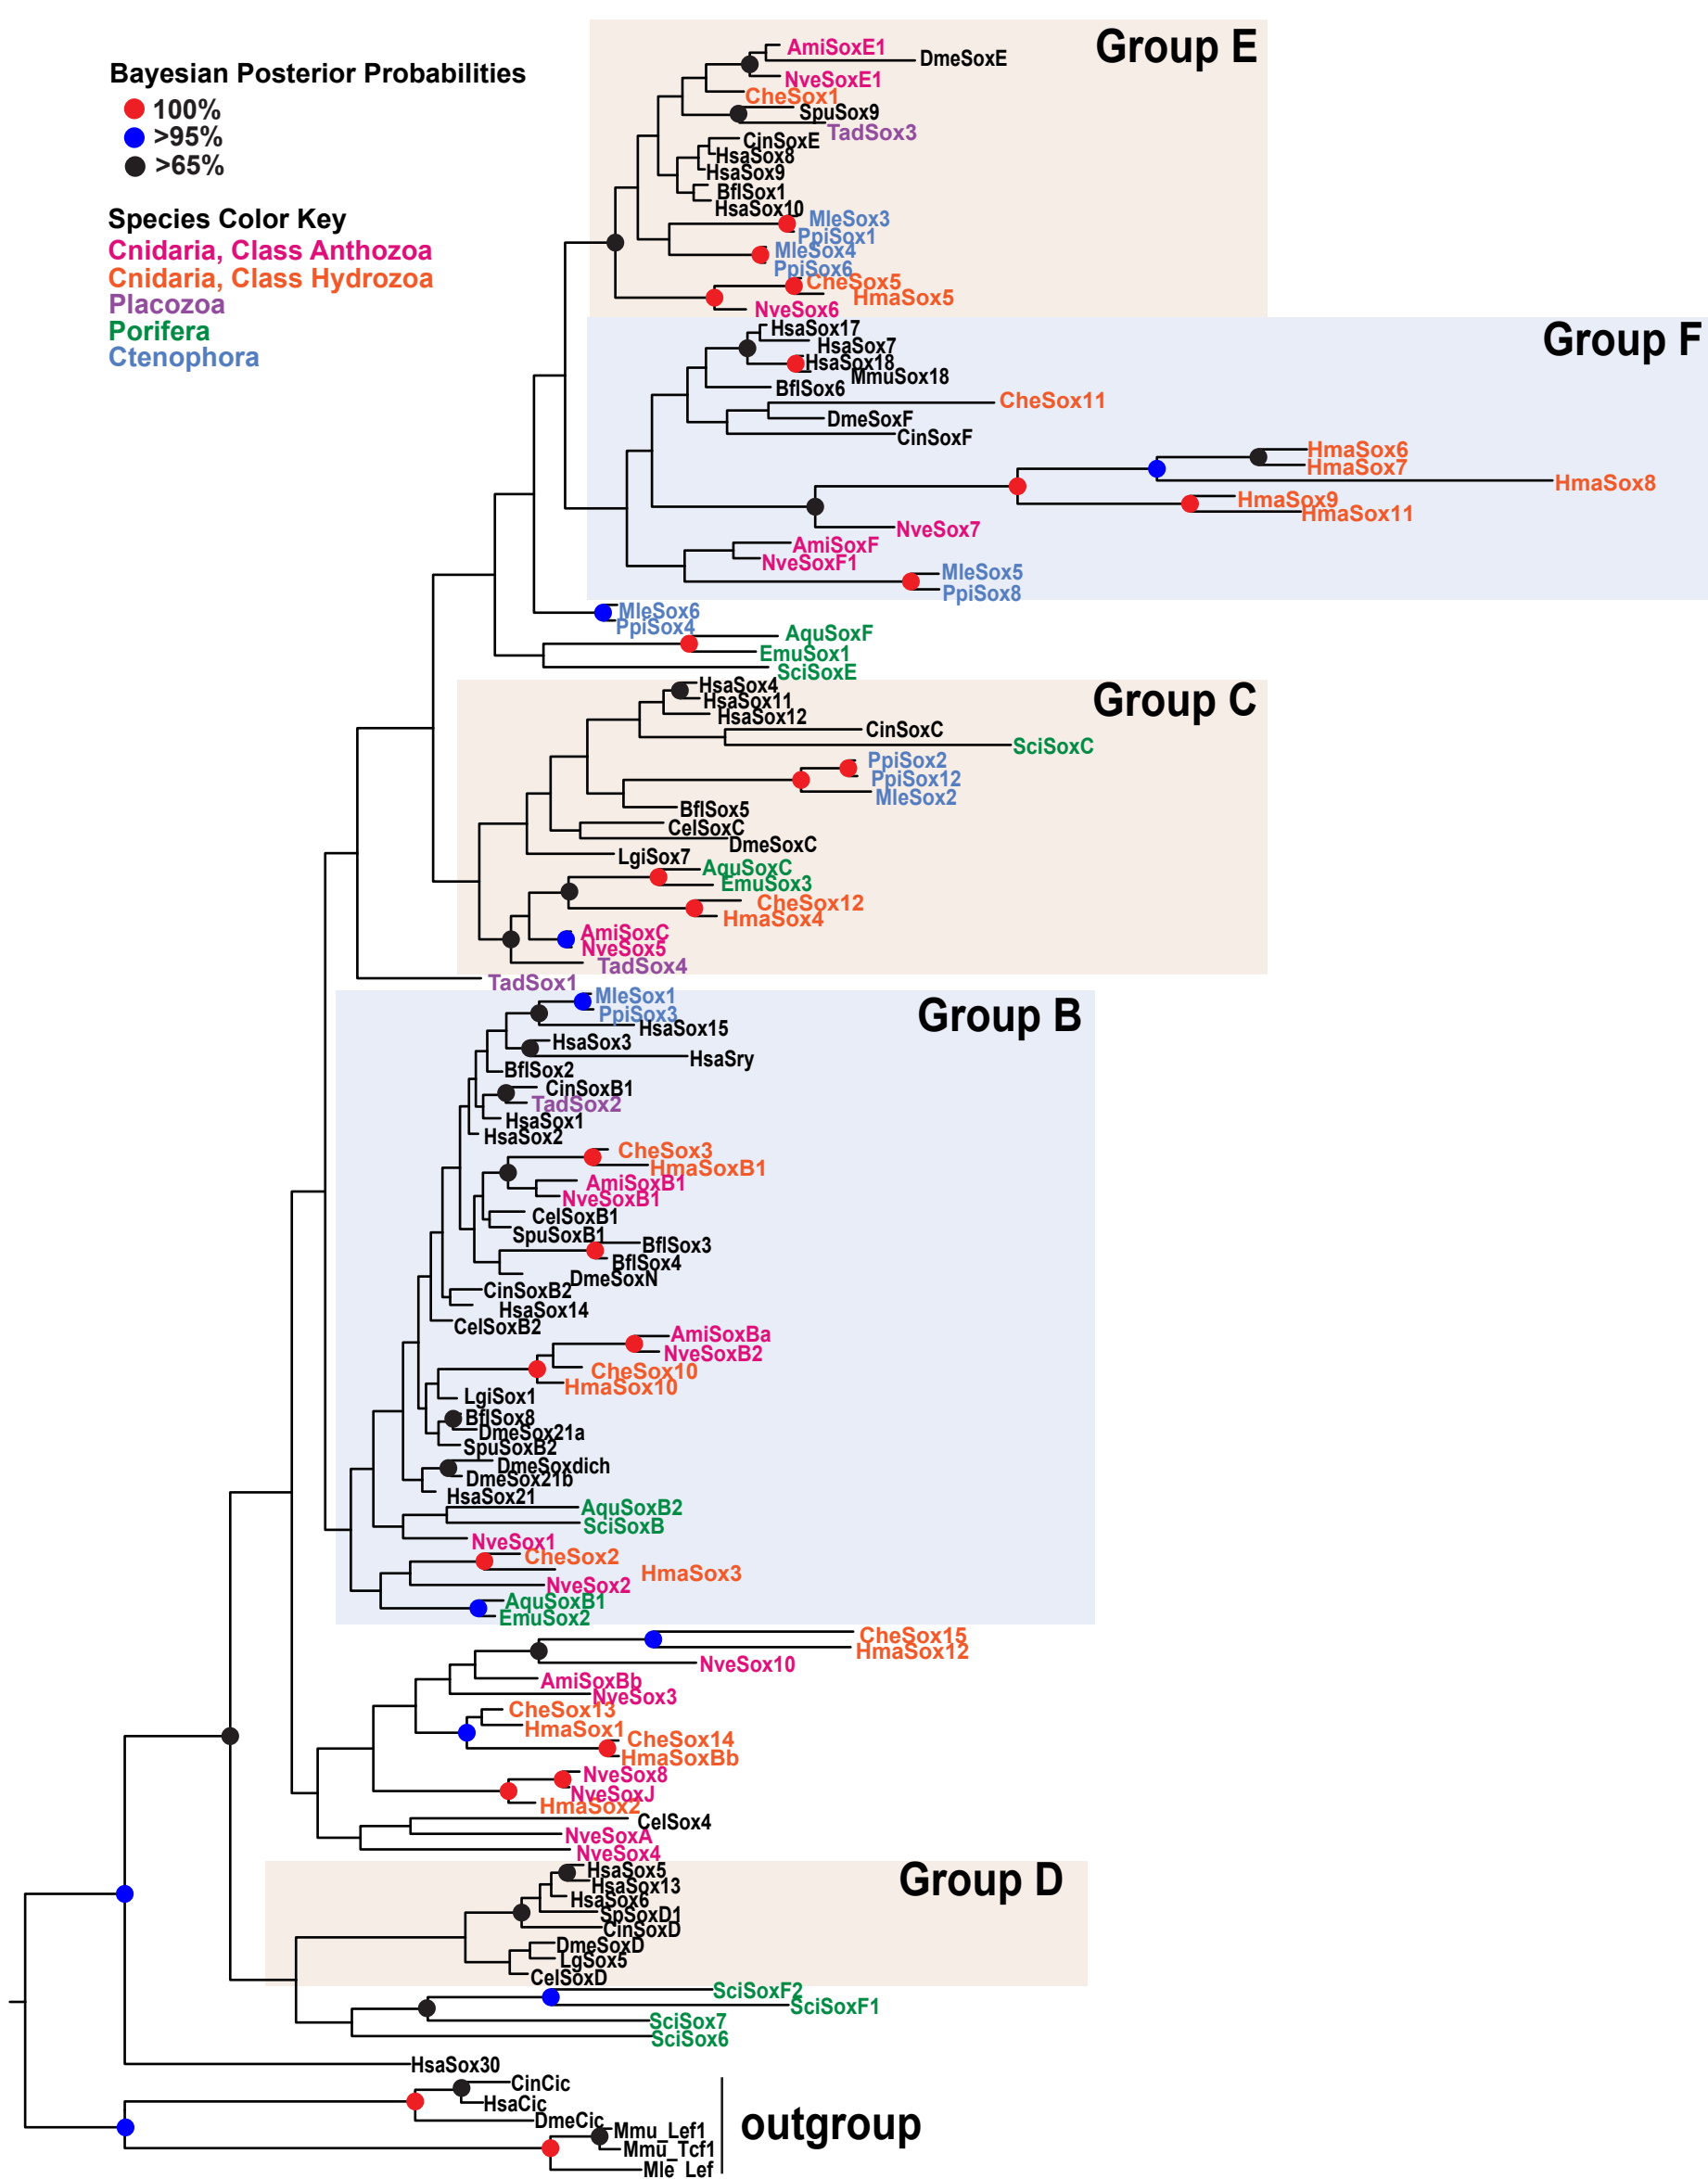 Bayesian Posterior Probabilities
100%
>95%
>65%
Species Color Key
Cnidaria, Class Anthozoa
Cnidaria, Class Hydrozoa
Placozoa
Porifera
Ctenophora
Group E
AmiSoxE1
DmeSoxE
NveSoxE1
CheSox1
SpuSox9
TadSox3
CinSoxE
HsaSox8
HsaSox9
BflSox1
HsaSox10
MleSox3
PpiSox1
MleSox4
PpiSox6
CheSox5
HmaSox5
NveSox6
Group F
HsaSox17
HsaSox7
HsaSox18
MmuSox18
BflSox6
CheSox11
DmeSoxF
CinSoxF
HmaSox6
HmaSox7
HmaSox8
HmaSox9
HmaSox11
NveSox7
AmiSoxF
NveSoxF1
MleSox5
PpiSox8
MleSox6
PpiSox4
AquSoxF
EmuSox1
SciSoxE
Group C
HsaSox4
HsaSox11
HsaSox12
CinSoxC
SciSoxC
PpiSox2
PpiSox12
MleSox2
BflSox5
CelSoxC
DmeSoxC
LgiSox7
AquSoxC
EmuSox3
CheSox12
HmaSox4
AmiSoxC
NveSox5
TadSox4
TadSox1
Group B
MleSox1
PpiSox3
HsaSox15
HsaSox3
HsaSry
BflSox2
CinSoxB1
TadSox2
HsaSox1
HsaSox2
CheSox3
HmaSoxB1
AmiSoxB1
NveSoxB1
CelSoxB1
SpuSoxB1
BflSox3
BflSox4
DmeSoxN
CinSoxB2
HsaSox14
CelSoxB2
AmiSoxBa
NveSoxB2
CheSox10
HmaSox10
LgiSox1
BflSox8
DmeSox21a
SpuSoxB2
DmeSoxdich
DmeSox21b
HsaSox21
AquSoxB2
SciSoxB
NveSox1
CheSox2
HmaSox3
NveSox2
AquSoxB1
EmuSox2
CheSox15
HmaSox12
NveSox10
AmiSoxBb
NveSox3
CheSox13
HmaSox1
CheSox14
HmaSoxBb
NveSox8
NveSoxJ
HmaSox2
CelSox4
NveSoxA
NveSox4
Group D
HsaSox5
HsaSox13
HsaSox6
SpSoxD1
CinSoxD
DmeSoxD
LgSox5
CelSoxD
SciSoxF2
SciSoxF1
SciSox7
SciSox6
HsaSox30
CinCic
HsaCic
DmeCic
Mmu_Lef1
Mmu_Tcf1
Mle_Lef
outgroup